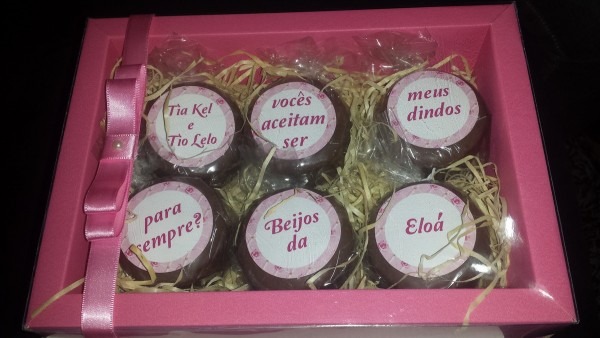 Tia Kel
e
Tio Lelo
vocês
aceitam
ser
meus
dindos
para
sempre?
Beijos
da
Eloá